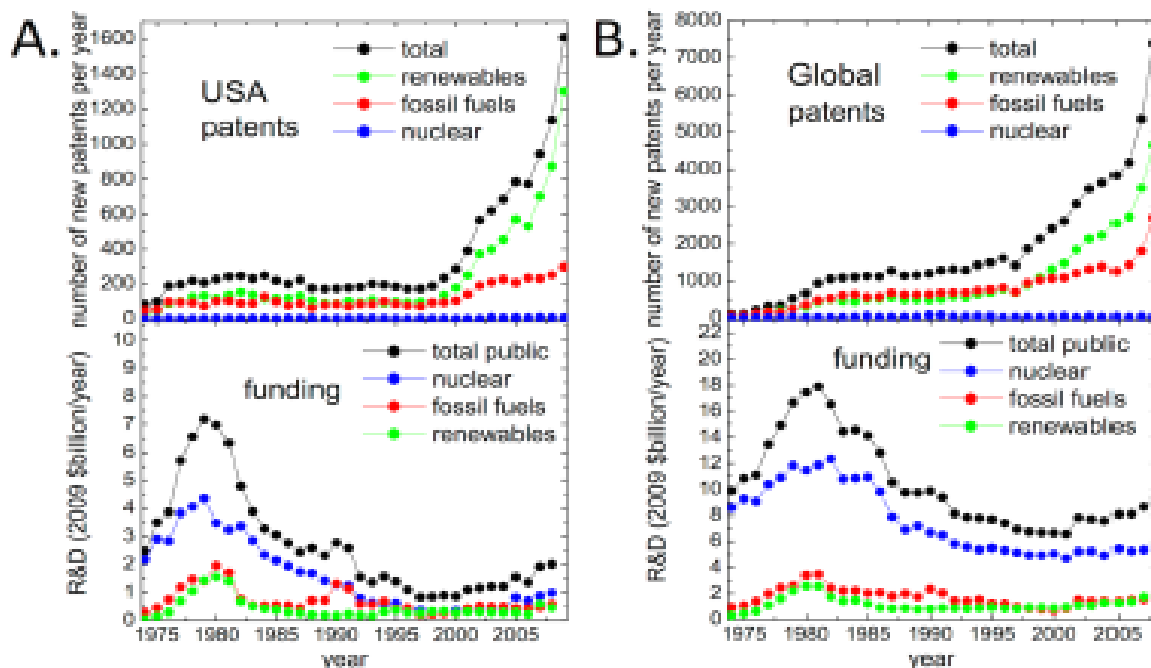 A.
number of new patents per year
1600
1400
1200
1000
800
600
400
200
0
total
renewables
fossil fuels
nuclear
USA
patents
R&D (2009 $billion/year)
10
9
8
7
6
5
4
3
2
1
0
total public
nuclear
fossil fuels
renewables
funding
1975 1980 1985 1990 1995 2000 2005
year
B.
number of new patents per year
8000
7000
6000
5000
4000
3000
2000
1000
0
total
renewables
fossil fuels
nuclear
Global
patents
R&D (2009 $billion/year)
22
20
18
16
14
12
10
8
6
4
2
0
total public
nuclear
fossil fuels
renewables
funding
1975 1980 1985 1990 1995 2000 2005
year